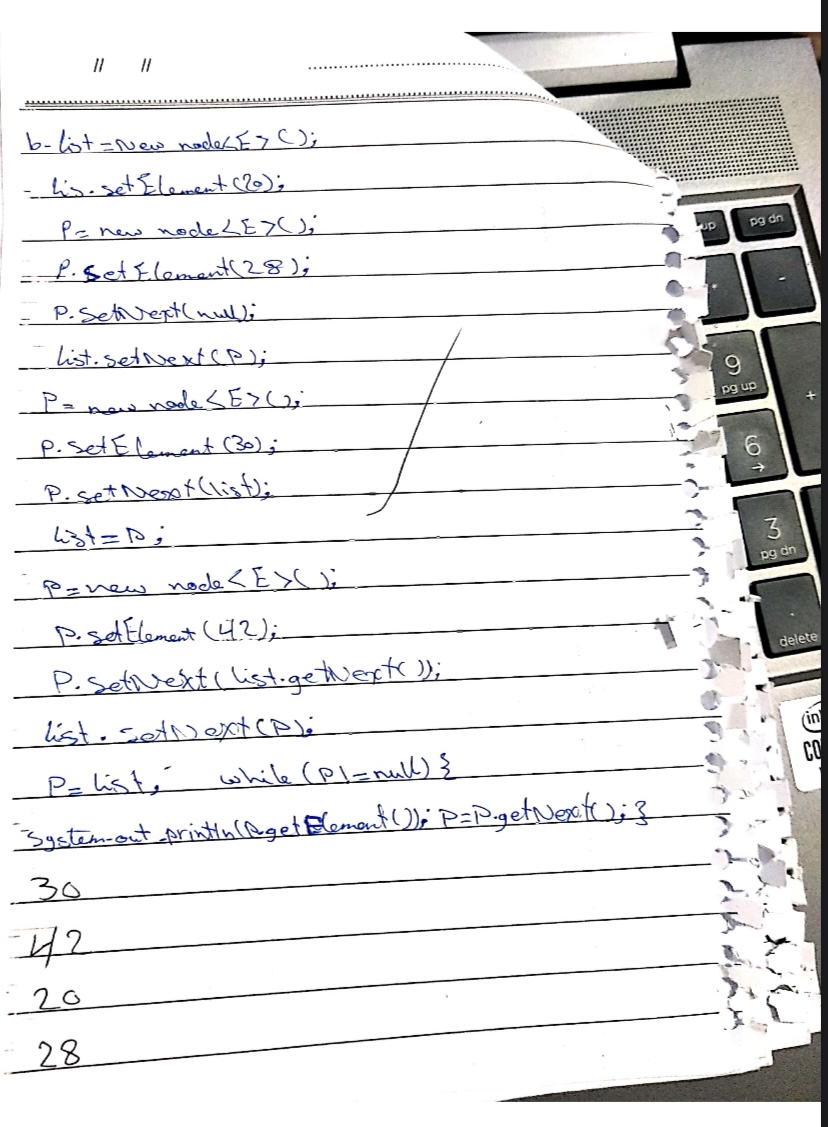 // //
b- list = New node<E>();
- lis.setElement(20);
P = new node<E>();
P.setElement(28);
P.setNext(null);
list.setNext(P);
P = new node<E>();
P.setElement(30);
P.setNext(list);
list = P;
P = new node<E>();
P.setElement(42);
P.setNext(list.getNext());
list.setNext(P);
P = list; while(P!=null) {
System.out.println(P.getElement()); P=P.getNext(); }
30
42
20
28
up
pg dn
-
9
pg up
+
6
→
3
pg dn
.
delete